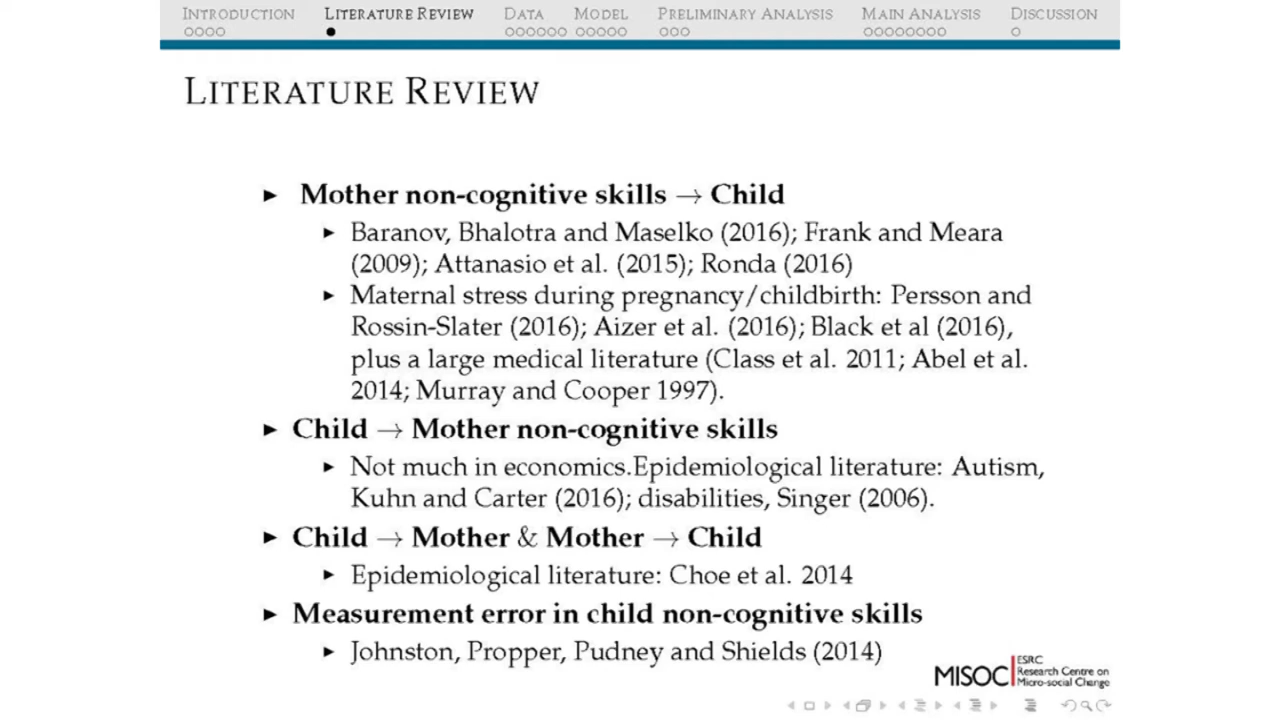 INTRODUCTION LITERATURE REVIEW DATA MODEL PRELIMINARY ANALYSIS MAIN ANALYSIS DISCUSSION
LITERATURE REVIEW
Mother non-cognitive skills → Child
Baranov, Bhalotra and Maselko (2016); Frank and Meara
(2009); Attanasio et al. (2015); Ronda (2016)
Maternal stress during pregnancy/childbirth: Persson and
Rossin-Slater (2016); Aizer et al. (2016); Black et al (2016),
plus a large medical literature (Class et al. 2011; Abel et al.
2014; Murray and Cooper 1997).
Child → Mother non-cognitive skills
Not much in economics.Epidemiological literature: Autism,
Kuhn and Carter (2016); disabilities, Singer (2006).
Child → Mother & Mother → Child
Epidemiological literature: Choe et al. 2014
Measurement error in child non-cognitive skills
Johnston, Propper, Pudney and Shields (2014)
MISOC
ESRC
Research Centre on
Micro-social Change